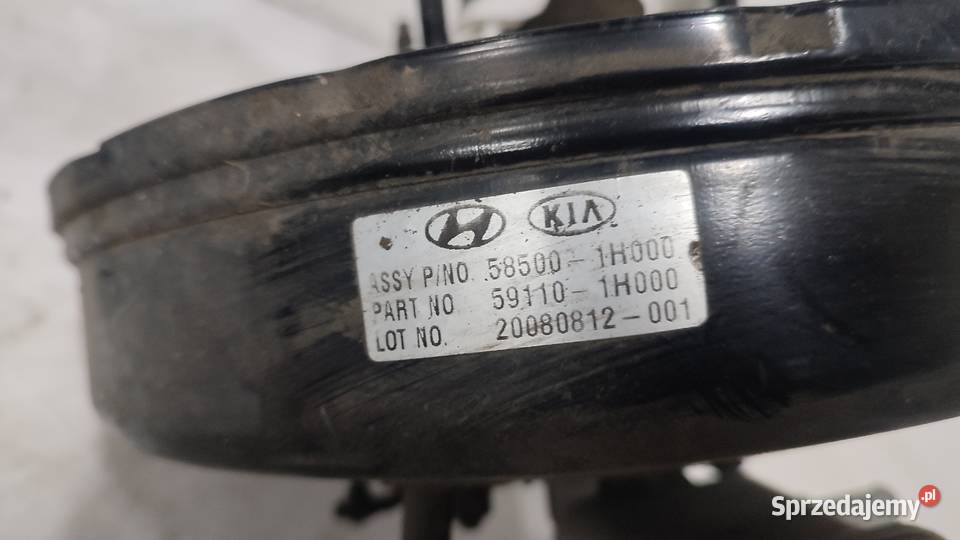 KIA
ASSY P/NO. 58500-1H000
PART NO 59110-1H000
LOT NO. 20080812-001
Sprzedajemy.pl